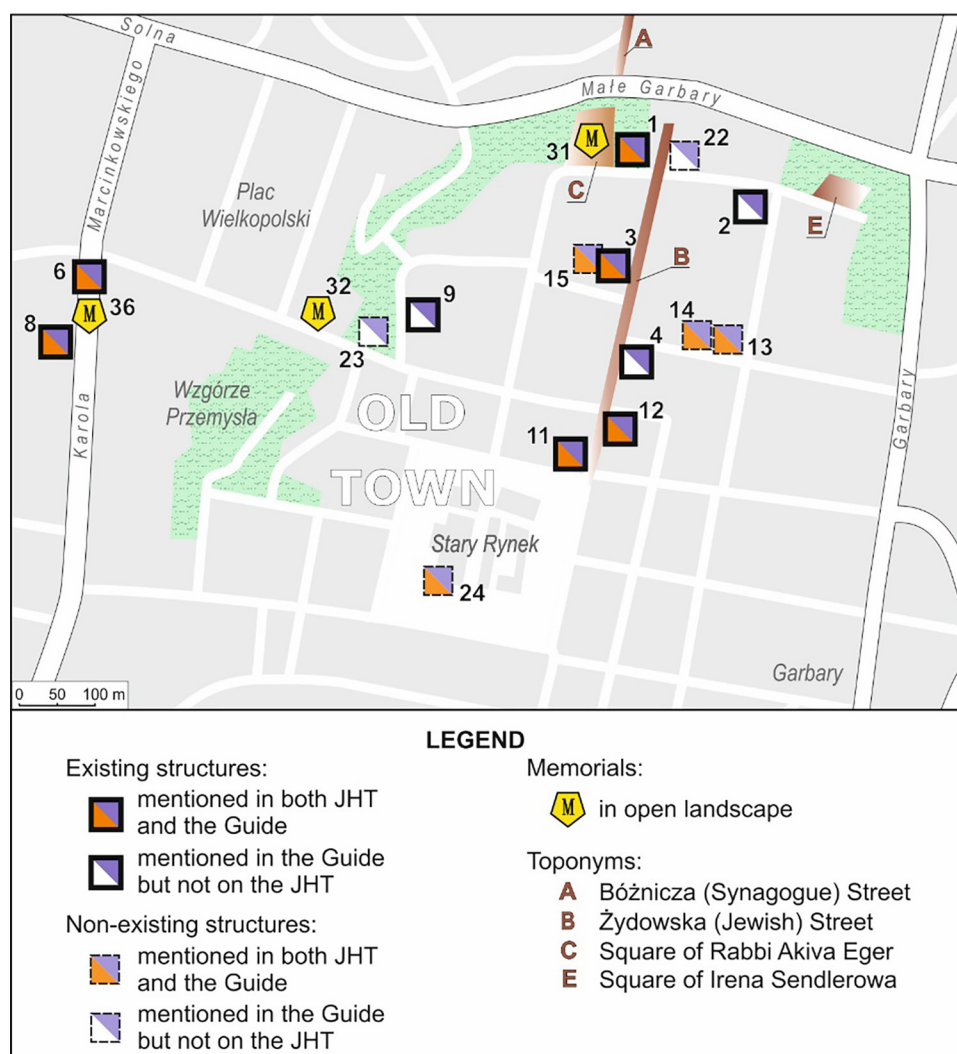 Solna
A
Małe Garbary
Marcinkowskiego
1
22
31
M
C
2
E
Plac
Wielkopolski
3
B
15
6
32
9
M
M
36
8
23
14
13
4
Wzgórze
Przemysła
OLD
12
11
Karola
Garbary
TOWN
Stary Rynek
24
Garbary
0 50 100 m
LEGEND
Existing structures:
mentioned in both JHT
and the Guide
mentioned in the Guide
but not on the JHT
Non-existing structures:
mentioned in both JHT
and the Guide
mentioned in the Guide
but not on the JHT
Memorials:
M in open landscape
Toponyms:
A Bóżnicza (Synagogue) Street
B Żydowska (Jewish) Street
C Square of Rabbi Akiva Eger
E Square of Irena Sendlerowa